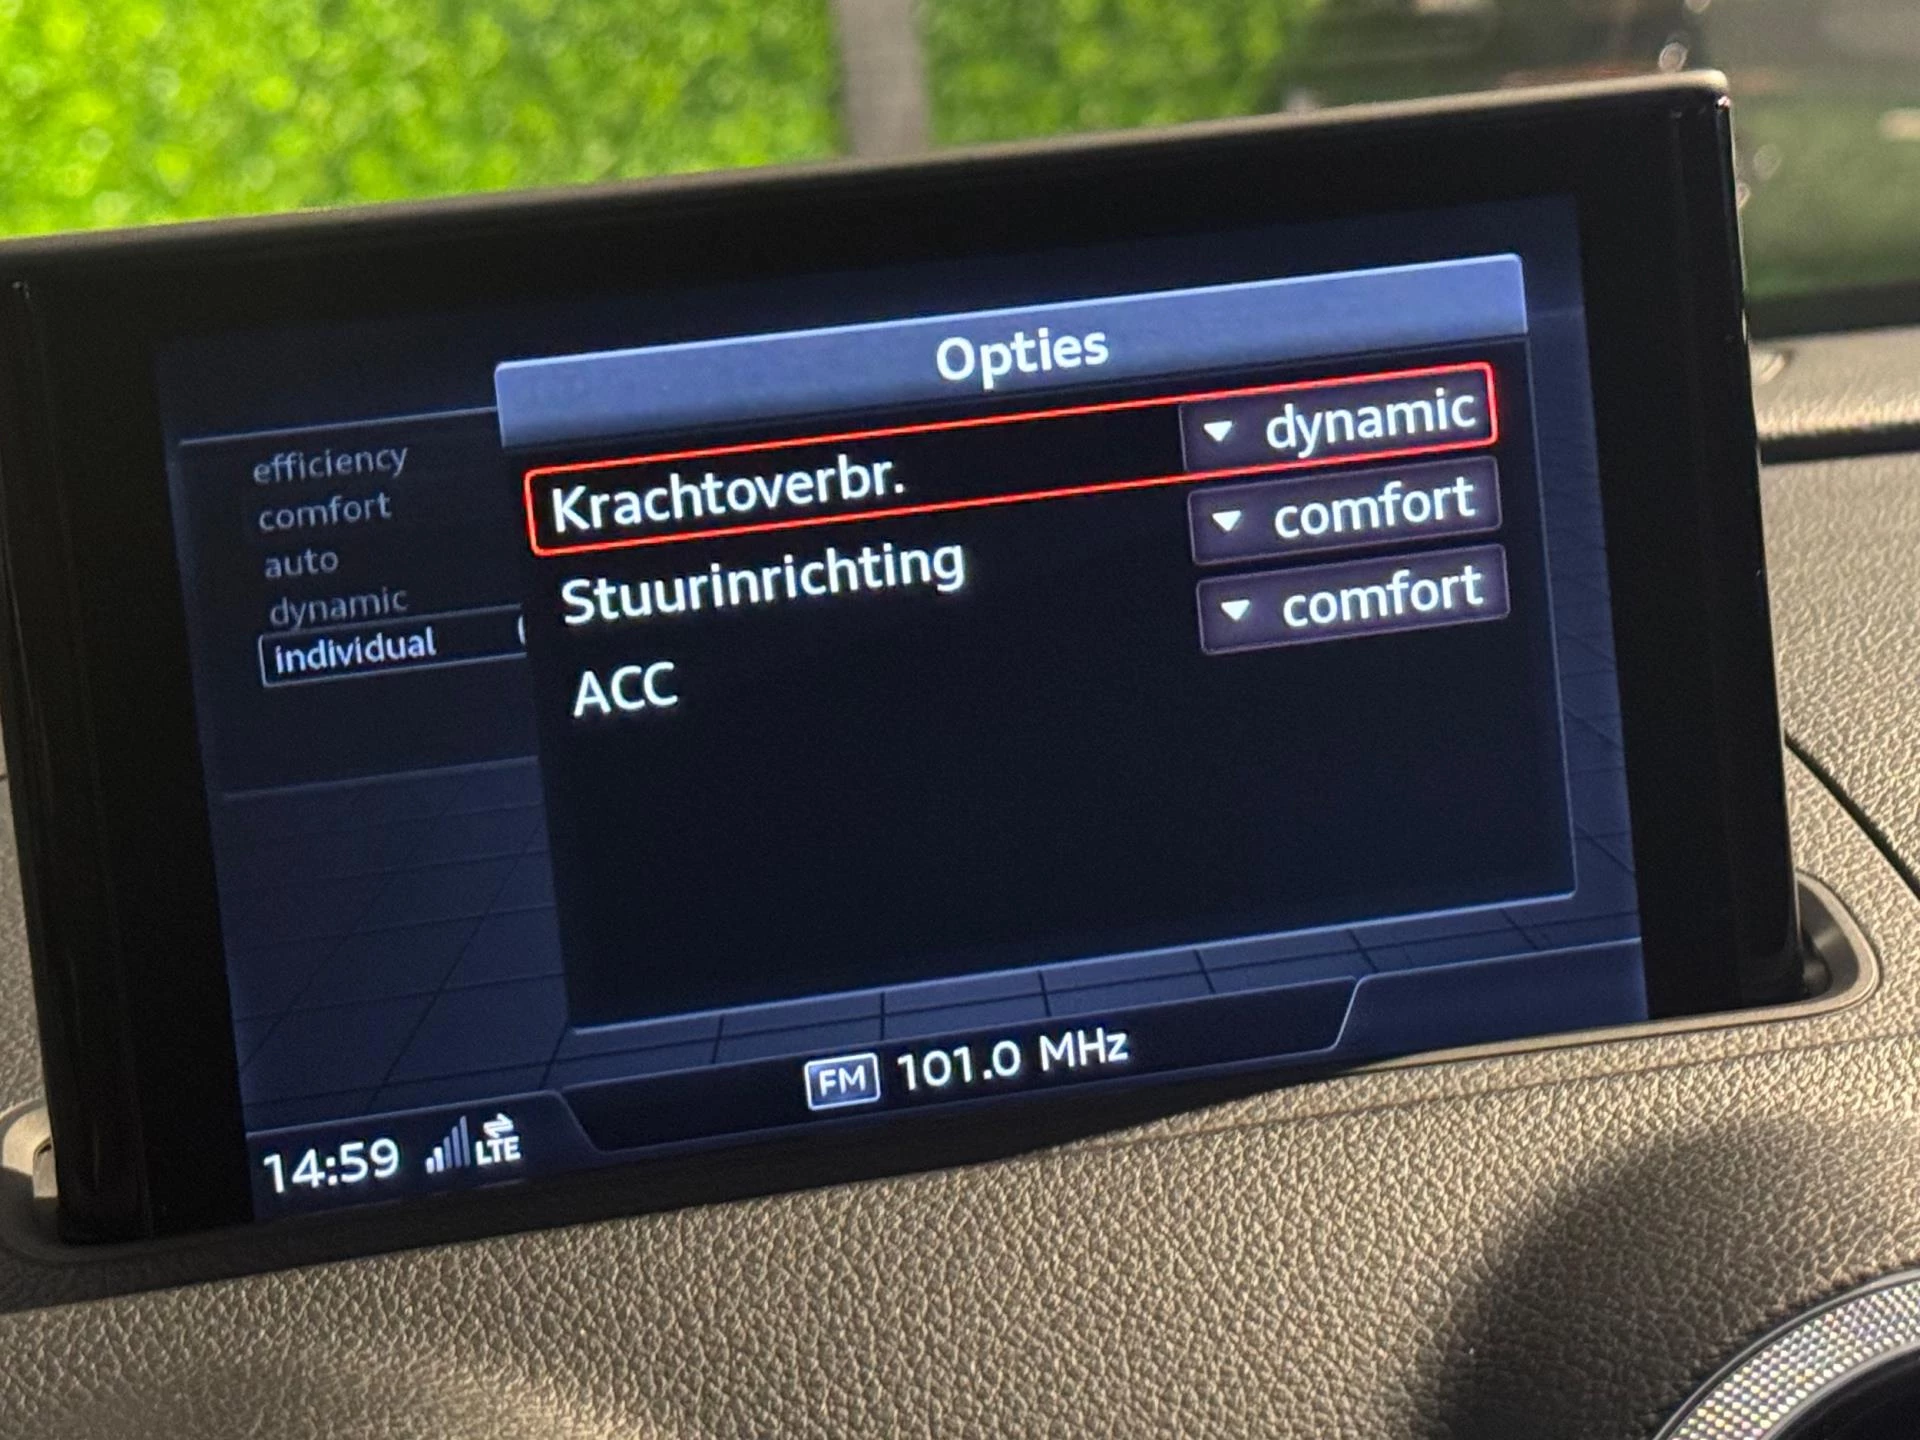 Opties
efficiency
comfort
auto
dynamic
individual
Krachtoverbr. dynamic
Stuurinrichting comfort
ACC comfort
FM 101.0 MHz
14:59 LTE